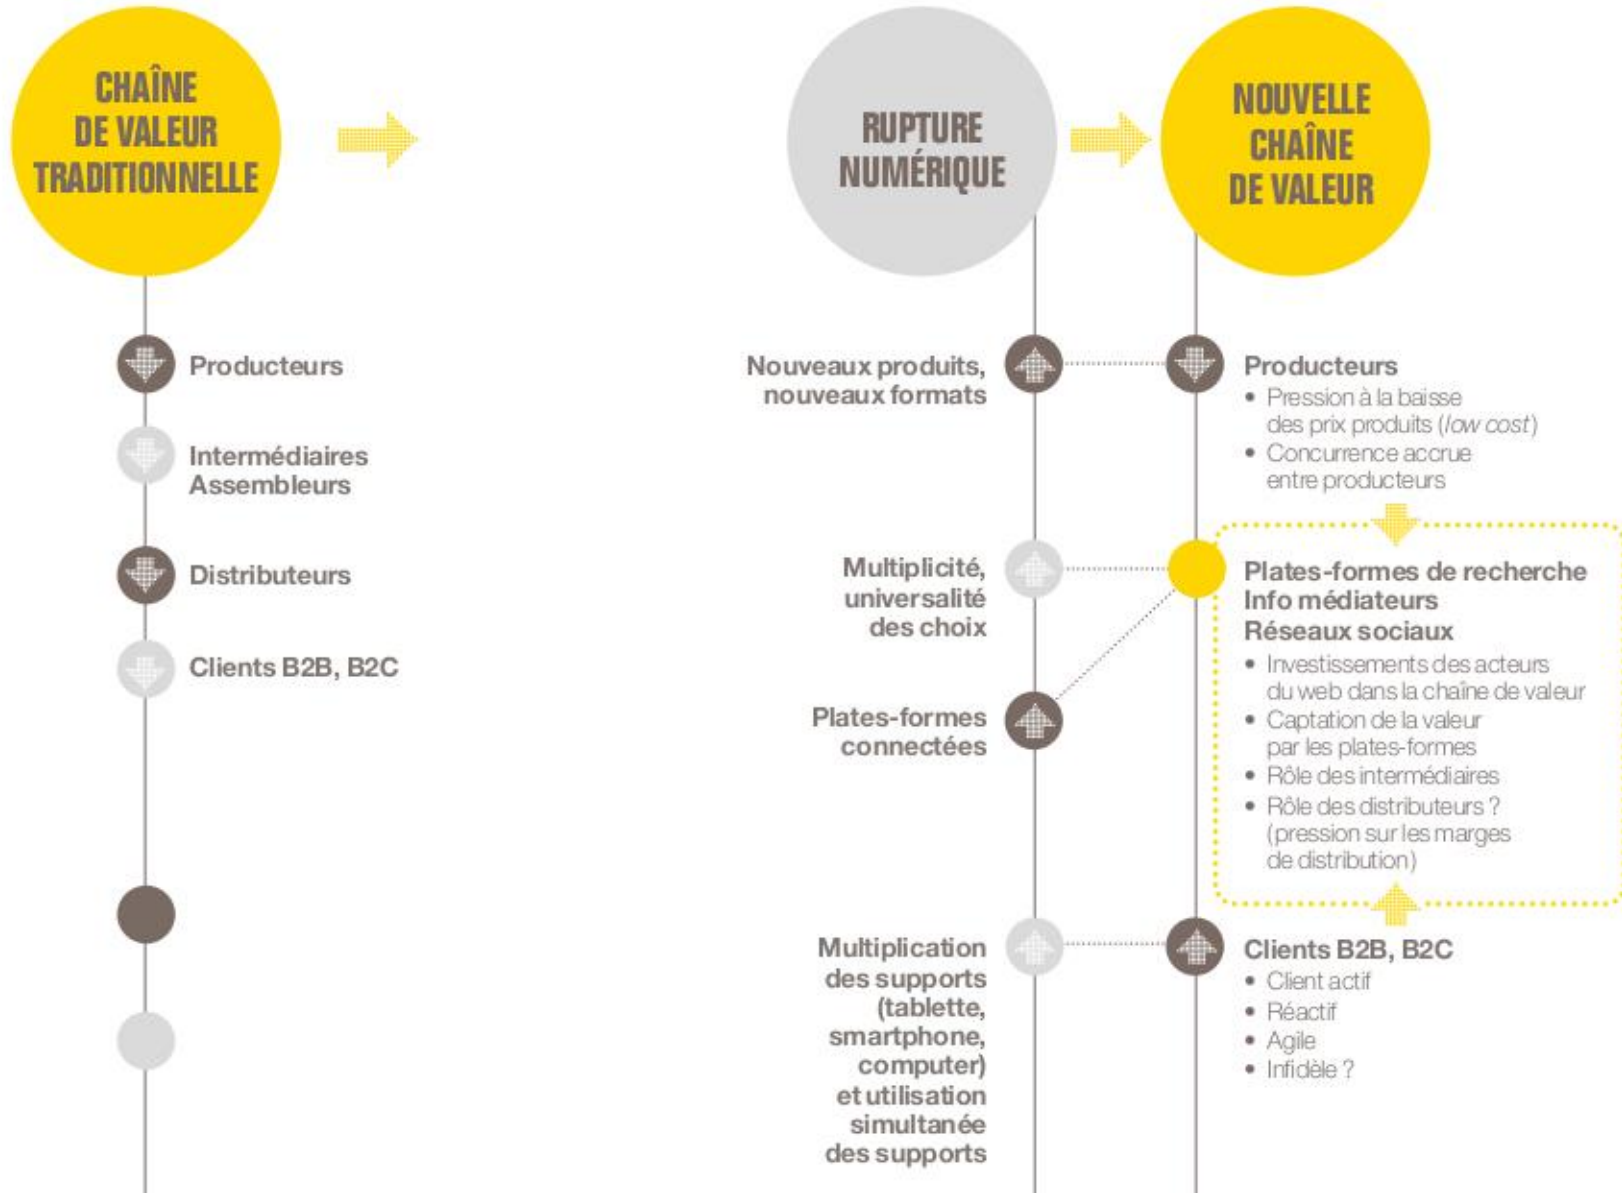 CHAÎNE
DE VALEUR
TRADITIONNELLE
Producteurs
Intermédiaires
Assembleurs
Distributeurs
Clients B2B, B2C
RUPTURE
NUMÉRIQUE
Nouveaux produits,
nouveaux formats
Multiplicité,
universalité
des choix
Plates-formes
connectées
Multiplication
des supports
(tablette,
smartphone,
computer)
et utilisation
simultanée
des supports
NOUVELLE
CHAÎNE
DE VALEUR
Producteurs
• Pression à la baisse
des prix produits (low cost)
• Concurrence accrue
entre producteurs
Plates-formes de recherche
Info médiateurs
Réseaux sociaux
• Investissements des acteurs
du web dans la chaîne de valeur
• Captation de la valeur
par les plates-formes
• Rôle des intermédiaires
• Rôle des distributeurs ?
(pression sur les marges
de distribution)
Clients B2B, B2C
• Client actif
• Réactif
• Agile
• Infidèle ?